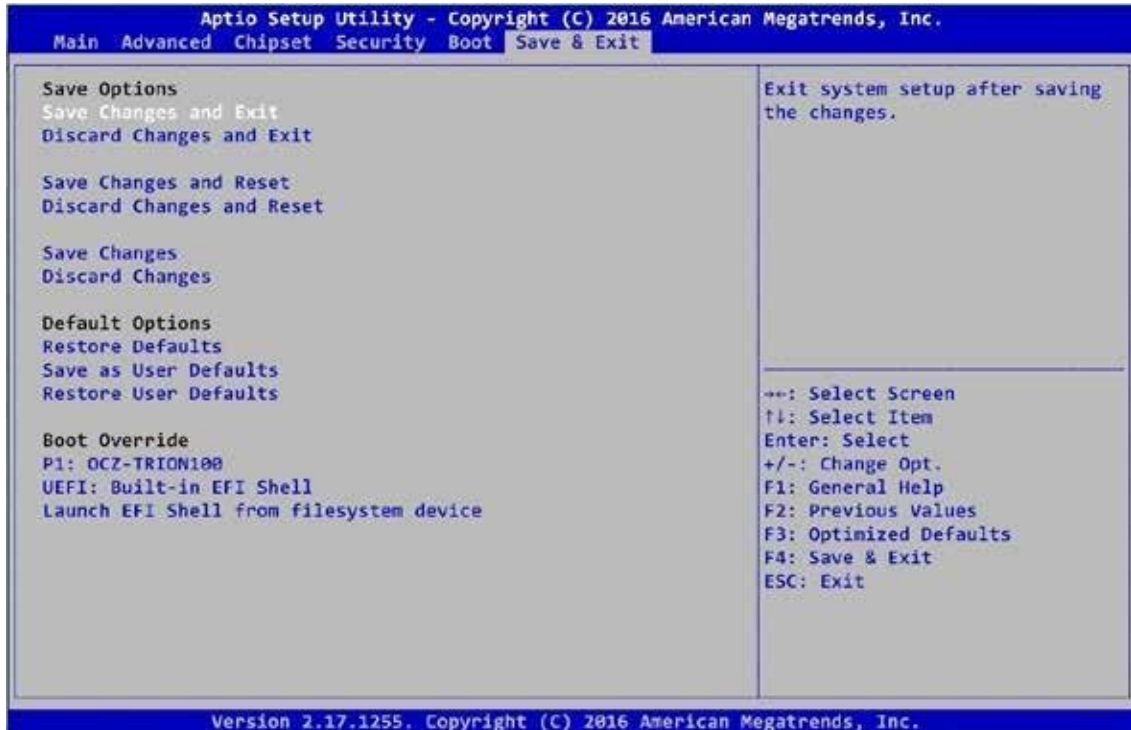 Aptio Setup Utility - Copyright (C) 2016 American Megatrends, Inc.
Main Advanced Chipset Security Boot Save & Exit
Save Options
Save Changes and Exit
Discard Changes and Exit
Save Changes and Reset
Discard Changes and Reset
Save Changes
Discard Changes
Default Options
Restore Defaults
Save as User Defaults
Restore User Defaults
Boot Override
P1: OCZ-TRION100
UEFI: Built-in EFI Shell
Launch EFI Shell from filesystem device
Exit system setup after saving
the changes.
→←: Select Screen
↑↓: Select Item
Enter: Select
+/-: Change Opt.
F1: General Help
F2: Previous Values
F3: Optimized Defaults
F4: Save & Exit
ESC: Exit
Version 2.17.1255. Copyright (C) 2016 American Megatrends, Inc.